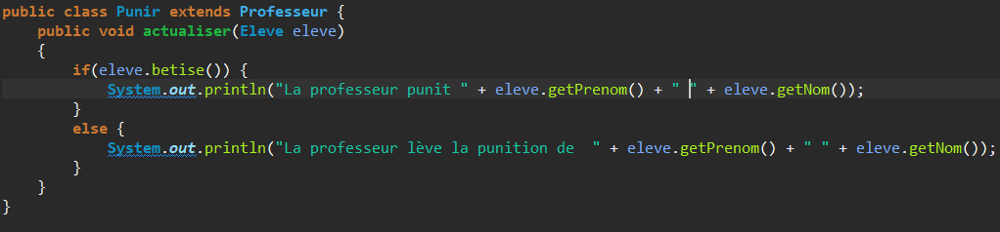 public class Punir extends Professeur {
    public void actualiser(Eleve eleve)
    {
        if(eleve.betise()) {
            System.out.println("La professeur punit " + eleve.getPrenom() + " " + eleve.getNom());
        }
        else {
            System.out.println("La professeur lève la punition de  " + eleve.getPrenom() + " " + eleve.getNom());
        }
    }
}